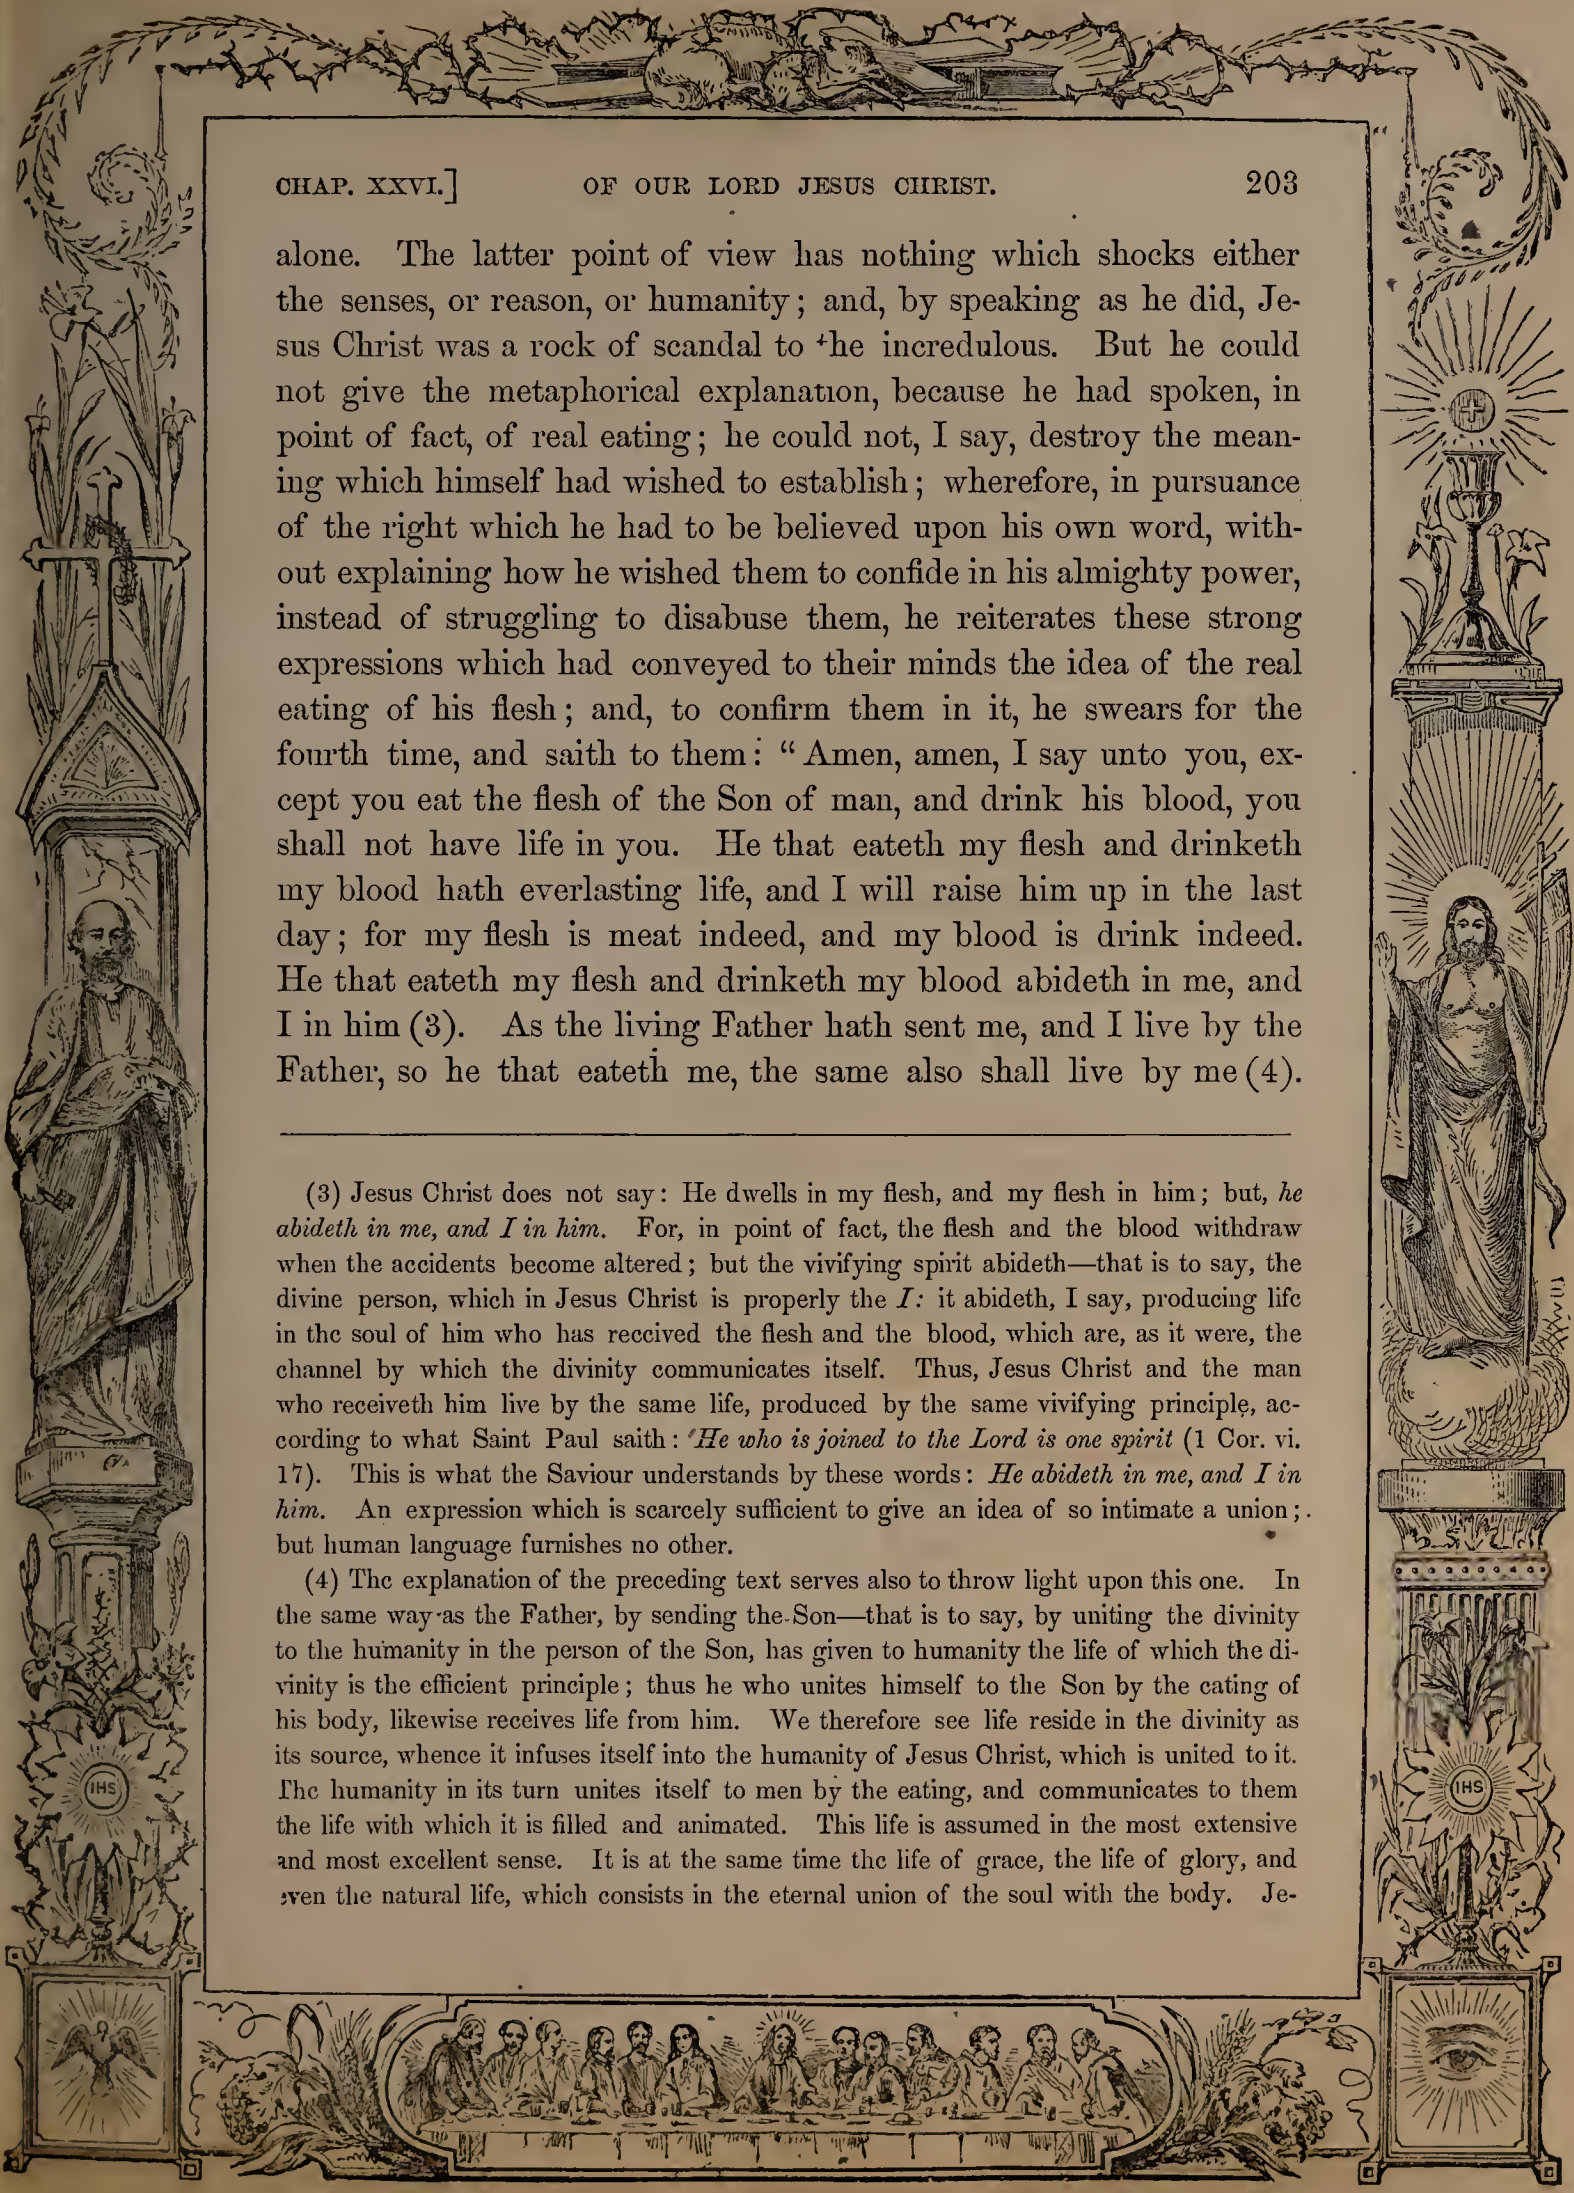 CHAP. XXVI.] OF OUR LORD JESUS CHRIST. 203
alone. The latter point of view has nothing which shocks either
the senses, or reason, or humanity; and, by speaking as he did, Je-
sus Christ was a rock of scandal to the incredulous. But he could
not give the metaphorical explanation, because he had spoken, in
point of fact, of real eating; he could not, I say, destroy the mean-
ing which himself had wished to establish; wherefore, in pursuance
of the right which he had to be believed upon his own word, with-
out explaining how he wished them to confide in his almighty power,
instead of struggling to disabuse them, he reiterates these strong
expressions which had conveyed to their minds the idea of the real
eating of his flesh; and, to confirm them in it, he swears for the
fourth time, and saith to them: “Amen, amen, I say unto you, ex-
cept you eat the flesh of the Son of man, and drink his blood, you
shall not have life in you. He that eateth my flesh and drinketh
my blood hath everlasting life, and I will raise him up in the last
day; for my flesh is meat indeed, and my blood is drink indeed.
He that eateth my flesh and drinketh my blood abideth in me, and
I in him (3). As the living Father hath sent me, and I live by the
Father, so he that eateth me, the same also shall live by me (4).
(3) Jesus Christ does not say: He dwells in my flesh, and my flesh in him; but, he
abideth in me, and I in him. For, in point of fact, the flesh and the blood withdraw
when the accidents become altered; but the vivifying spirit abideth—that is to say, the
divine person, which in Jesus Christ is properly the I: it abideth, I say, producing life
in the soul of him who has received the flesh and the blood, which are, as it were, the
channel by which the divinity communicates itself. Thus, Jesus Christ and the man
who receiveth him live by the same life, produced by the same vivifying principle, ac-
cording to what Saint Paul saith: He who is joined to the Lord is one spirit (1 Cor. vi.
17). This is what the Saviour understands by these words: He abideth in me, and I in
him. An expression which is scarcely sufficient to give an idea of so intimate a union;
but human language furnishes no other.
(4) The explanation of the preceding text serves also to throw light upon this one. In
the same way as the Father, by sending the Son—that is to say, by uniting the divinity
to the humanity in the person of the Son, has given to humanity the life of which the di-
vinity is the efficient principle; thus he who unites himself to the Son by the eating of
his body, likewise receives life from him. We therefore see life reside in the divinity as
its source, whence it infuses itself into the humanity of Jesus Christ, which is united to it.
The humanity in its turn unites itself to men by the eating, and communicates to them
the life with which it is filled and animated. This life is assumed in the most extensive
and most excellent sense. It is at the same time the life of grace, the life of glory, and
even the natural life, which consists in the eternal union of the soul with the body. Je-
IHS
IHS